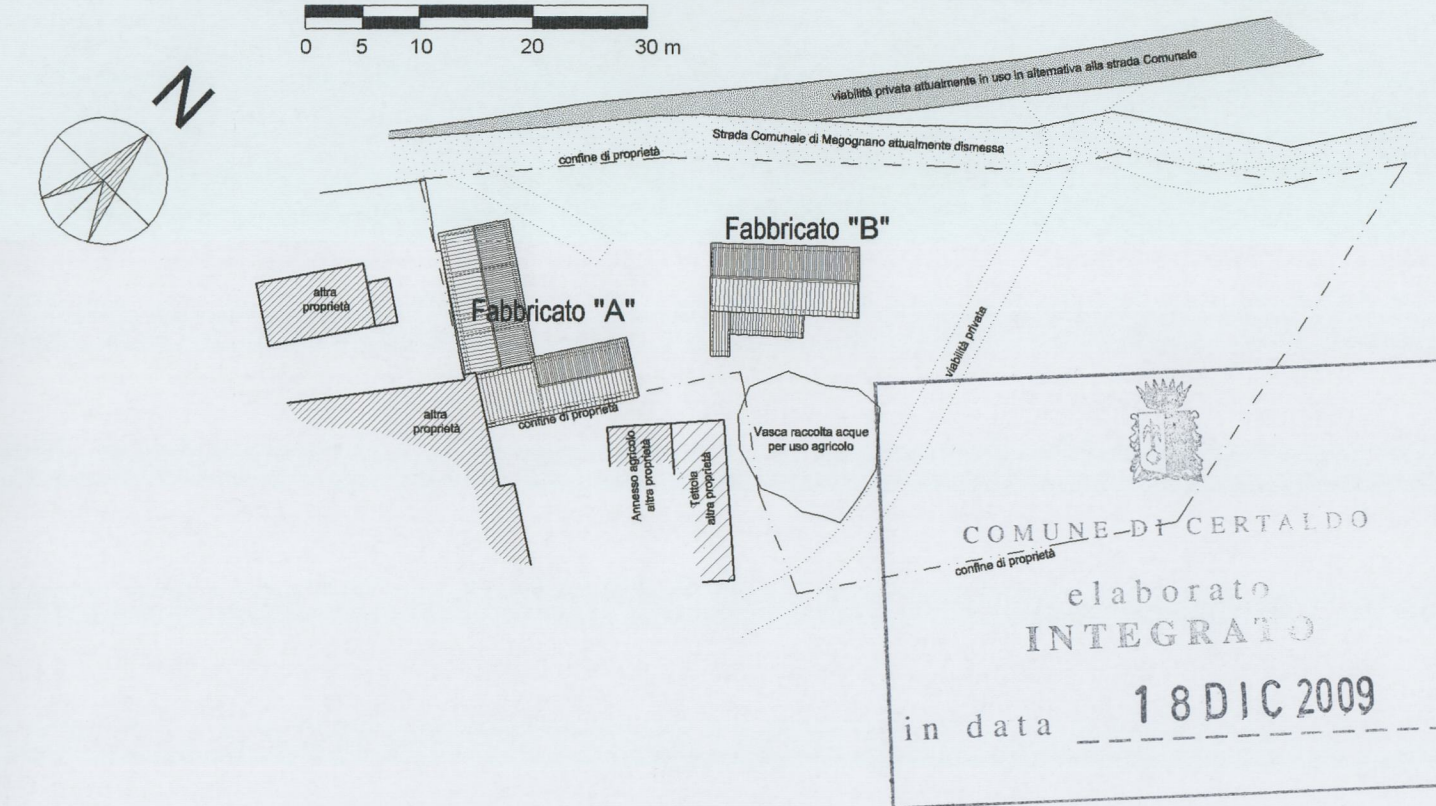 0 5 10 20 30 m
N
viabilità privata attualmente in uso in alternativa alla strada Comunale
Strada Comunale di Megognano attualmente dismessa
confine di proprietà
Fabbricato "B"
altra
proprietà
Fabbricato "A"
viabilità privata
altra
proprietà
confine di proprietà
Annesso agricolo
altra proprietà
Tettoia
altra proprietà
Vasca raccolta acque
per uso agricolo
confine di proprietà
COMUNE DI CERTALDO
elaborato
INTEGRATO
in data 18 DIC 2009